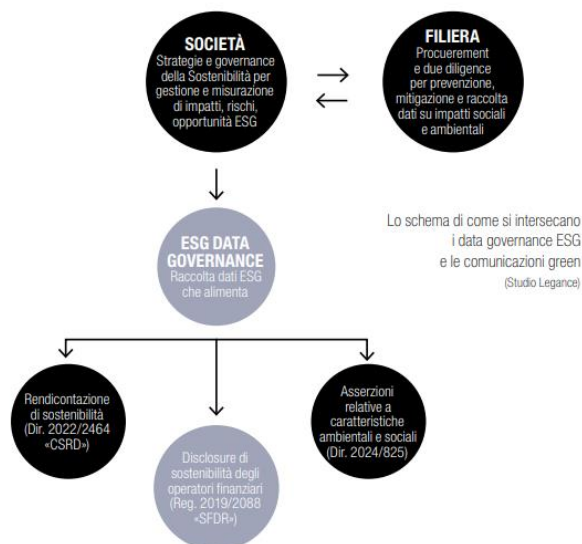 SOCIETÀ
Strategie e governance
della Sostenibilità per
gestione e misurazione
di impatti, rischi,
opportunità ESG
FILIERA
Procuerement
e due diligence
per prevenzione,
mitigazione e raccolta
dati su impatti sociali
e ambientali
ESG DATA
GOVERNANCE
Raccolta dati ESG
che alimenta
Lo schema di come si intersecano
i data governance ESG
e le comunicazioni green
(Studio Legance)
Rendicontazione
di sostenibilità
(Dir. 2022/2464
«CSRD»)
Disclosure di
sostenibilità degli
operatori finanziari
(Reg. 2019/2088
«SFDR»)
Asserzioni
relative a
caratteristiche
ambientali e sociali
(Dir. 2024/825)